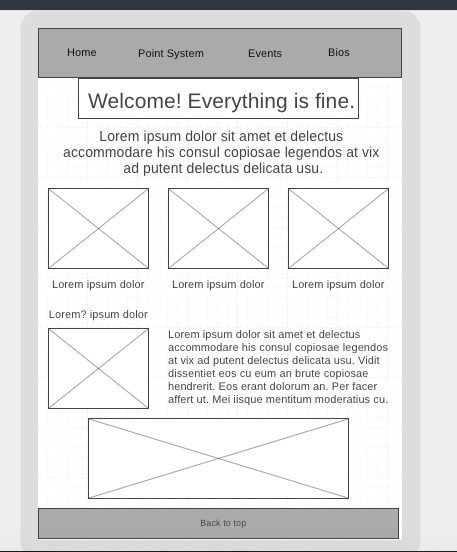 Home Point System Events Bios
Welcome! Everything is fine.
Lorem ipsum dolor sit amet et delectus
accommodare his consul copiosae legendos at vix
ad putent delectus delicata usu.
Lorem ipsum dolor Lorem ipsum dolor Lorem ipsum dolor
Lorem? ipsum dolor
Lorem ipsum dolor sit amet et delectus
accommodare his consul copiosae legendos
at vix ad putent delectus delicata usu. Vidit
dissentiet eos cu eum an brute copiosae
hendrerit. Eos erant dolorum an. Per facer
affert ut. Mei iisque mentitum moderatius cu.
Back to top